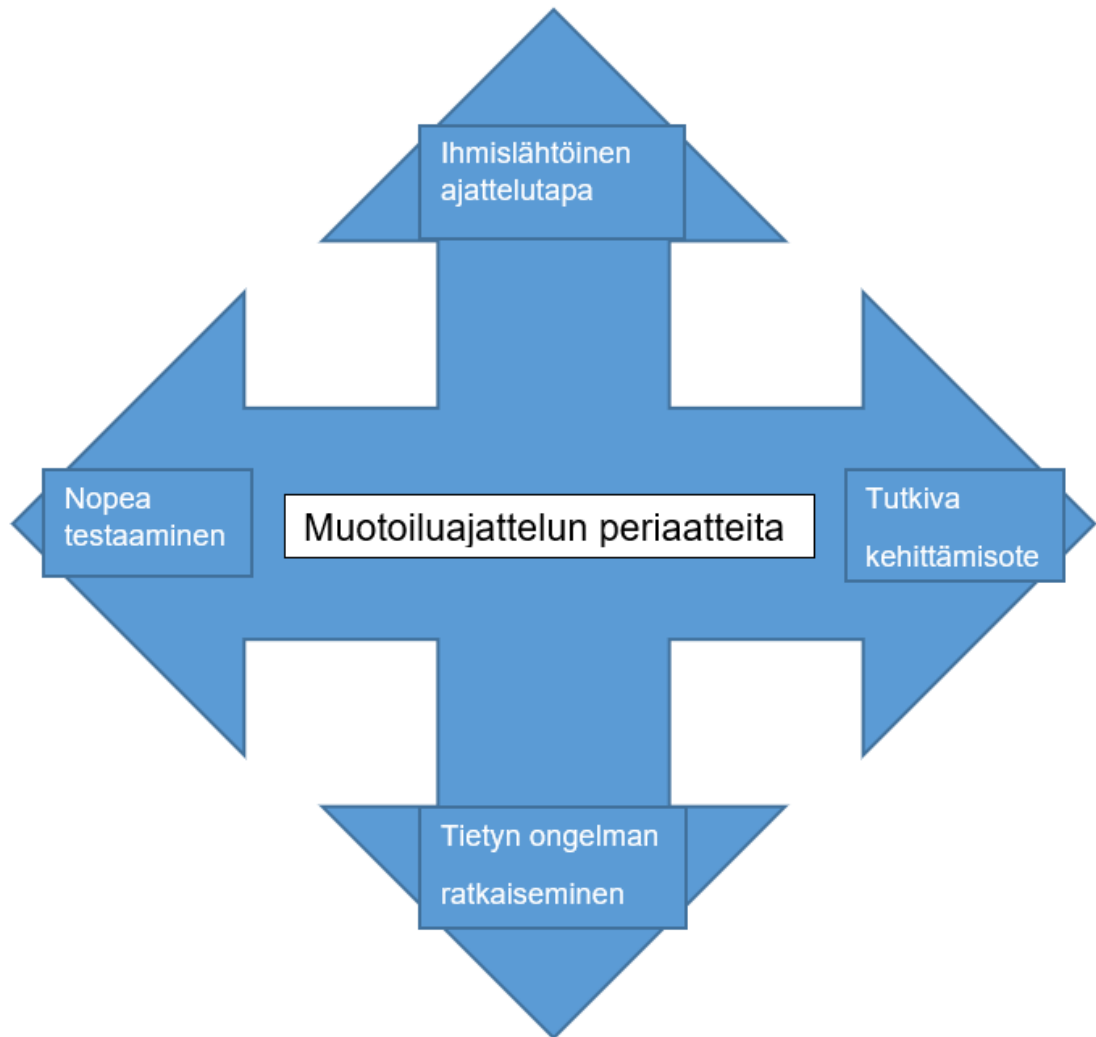 Ihmislähtöinen
ajattelutapa
Nopea
testaaminen
Muotoiluajattelun periaatteita
Tutkiva
kehittämisote
Tietyn ongelman
ratkaiseminen